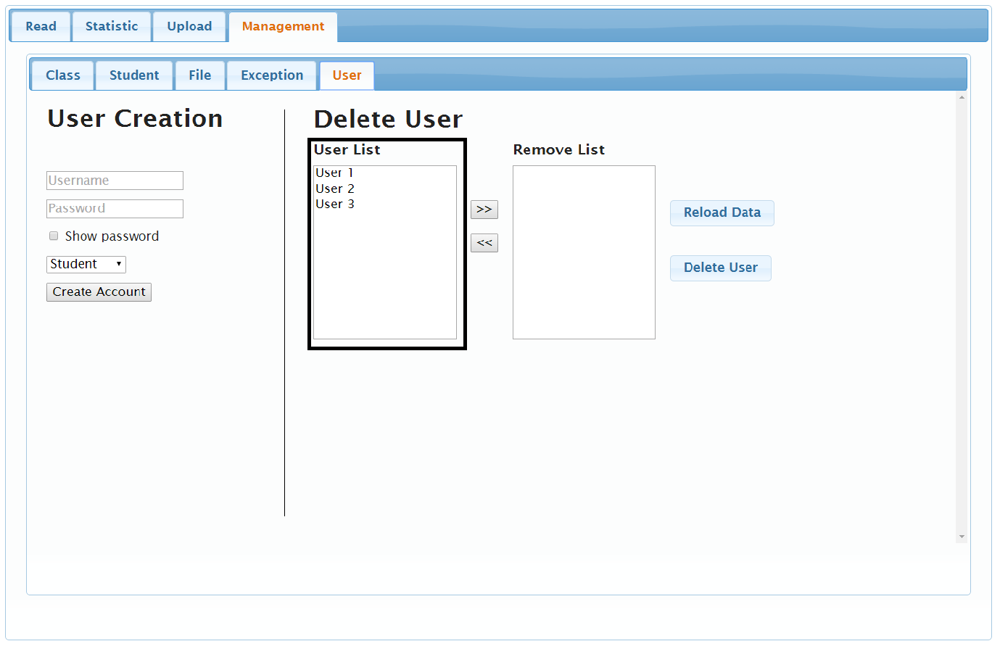 Read Statistic Upload Management
Class Student File Exception User
User Creation
Username
Password
Show password
Student
Create Account
Delete User
User List
User 1
User 2
User 3
>>
<<
Remove List
Reload Data
Delete User